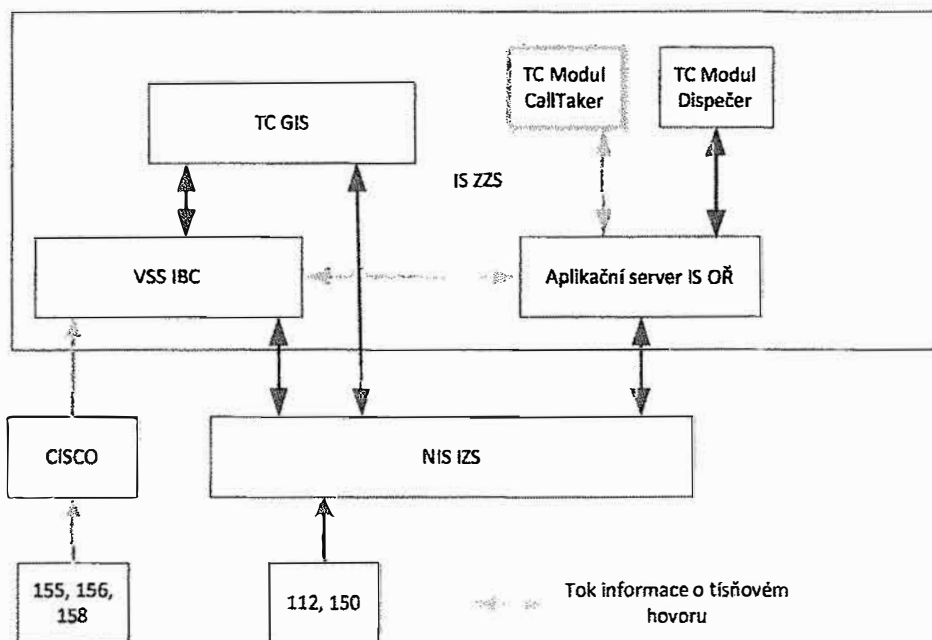 TC Modul
CallTaker
TC Modul
Dispečer
TC GIS
IS ZZS
VSS IBC
Aplikační server IS OŘ
CISCO
NIS IZS
155, 156,
158
112, 150
Tok informace o tísňovém
hovoru